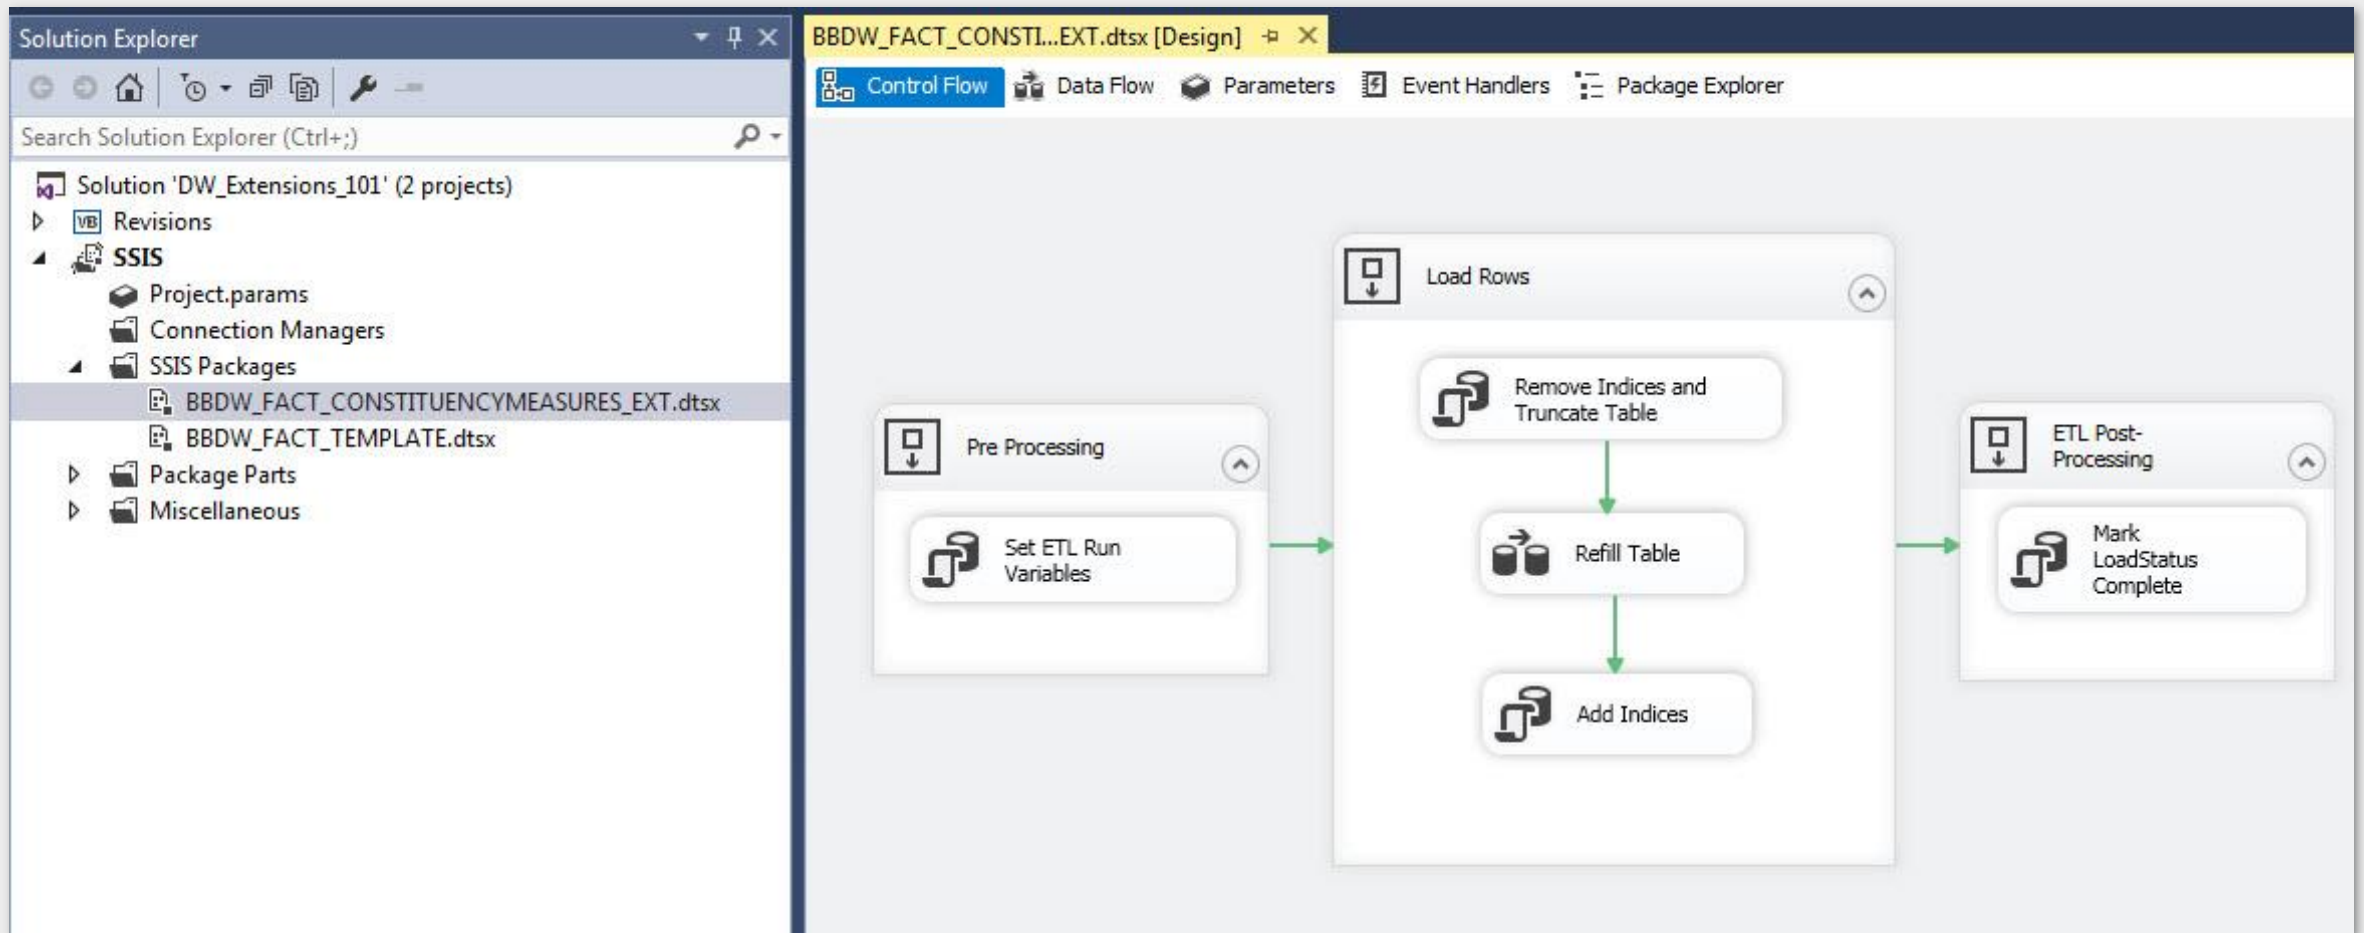 Solution Explorer
Search Solution Explorer (Ctrl+;)
Solution 'DW_Extensions_101' (2 projects)
VB Revisions
SSIS
Project.params
Connection Managers
SSIS Packages
BBDW_FACT_CONSTITUENCYMEASURES_EXT.dtsx
BBDW_FACT_TEMPLATE.dtsx
Package Parts
Miscellaneous
BBDW_FACT_CONSTI...EXT.dtsx [Design]
Control Flow Data Flow Parameters Event Handlers Package Explorer
Pre Processing
Set ETL Run
Variables
Load Rows
Remove Indices and
Truncate Table
Refill Table
Add Indices
ETL Post-
Processing
Mark
LoadStatus
Complete